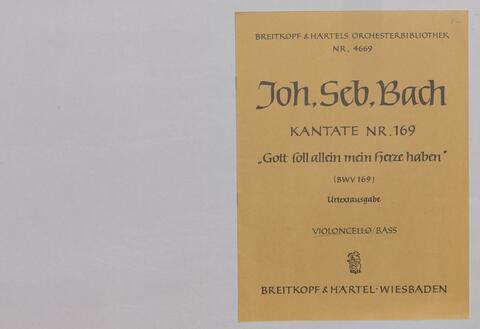 BREITKOPF & HÄRTELS ORCHESTERBIBLIOTHEK
NR. 4669
Joh. Seb. Bach
KANTATE NR. 169
„Gott soll allein mein Herze haben"
(BWV 169)
Urtextausgabe
VIOLONCELLO/BASS
BREITKOPF & HÄRTEL · WIESBADEN